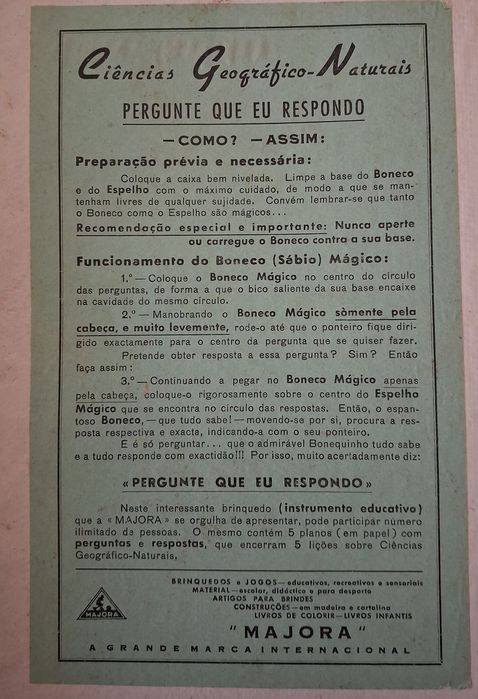 Ciências Geográfico-Naturais
PERGUNTE QUE EU RESPONDO
— COMO? — ASSIM:
Preparação prévia e necessária:
Coloque a caixa bem nivelada. Limpe a base do Boneco
e do Espelho com o máximo cuidado, de modo a que se man-
tenham livres de qualquer sujidade. Convém lembrar-se que tanto
o Boneco como o Espelho são mágicos...
Recomendação especial e importante: Nunca aperte
ou carregue o Boneco contra a sua base.
Funcionamento do Boneco (Sábio) Mágico:
1.º — Coloque o Boneco Mágico no centro do círculo
das perguntas, de forma a que o bico saliente da sua base encaixe
na cavidade do mesmo círculo.
2.º — Manobrando o Boneco Mágico sòmente pela
cabeça, e muito levemente, rode-o até que o ponteiro fique diri-
gido exactamente para o centro da pergunta que se quiser fazer.
Pretende obter resposta a essa pergunta? Sim? Então
faça assim:
3.º — Continuando a pegar no Boneco Mágico apenas
pela cabeça, coloque-o rigorosamente sobre o centro do Espelho
Mágico que se encontra no círculo das respostas. Então, o espan-
toso Boneco, — que tudo sabe! — movendo-se por si, procura a res-
posta respectiva e exacta, indicando-a com o seu ponteiro.
E é só perguntar... que o admirável Bonequinho tudo sabe
e a tudo responde com exactidão!!! Por isso, muito acertadamente diz:
«PERGUNTE QUE EU RESPONDO»
Neste interessante brinquedo (instrumento educativo)
que a «MAJORA» se orgulha de apresentar, pode participar número
ilimitado de pessoas. O mesmo contém 5 planos (em papel) com
perguntas e respostas, que encerram 5 lições sobre Ciências
Geográfico-Naturais.
MAJORA
BRINQUEDOS e JOGOS — educativos, recreativos e sensoriais
MATERIAL — escolar, didáctico e para desporto
ARTIGOS PARA BRINDES
CONSTRUÇÕES — em madeira e cartolina
LIVROS DE COLORIR — LIVROS INFANTIS
"MAJORA"
A GRANDE MARCA INTERNACIONAL